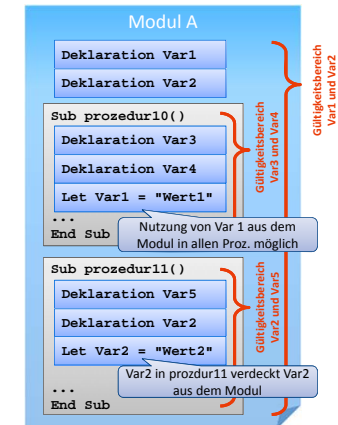 Modul A
Deklaration Var1
Deklaration Var2
Gültigkeitsbereich
Var1 und Var2
Sub prozedur10()
Deklaration Var3
Deklaration Var4
Let Var1 = "Wert1"
...
End Sub
Gültigkeitsbereich
Var3 und Var4
Nutzung von Var 1 aus dem
Modul in allen Proz. möglich
Sub prozedur11()
Deklaration Var5
Deklaration Var2
Let Var2 = "Wert2"
...
End Sub
Gültigkeitsbereich
Var2 und Var5
Var2 in prozdur11 verdeckt Var2
aus dem Modul